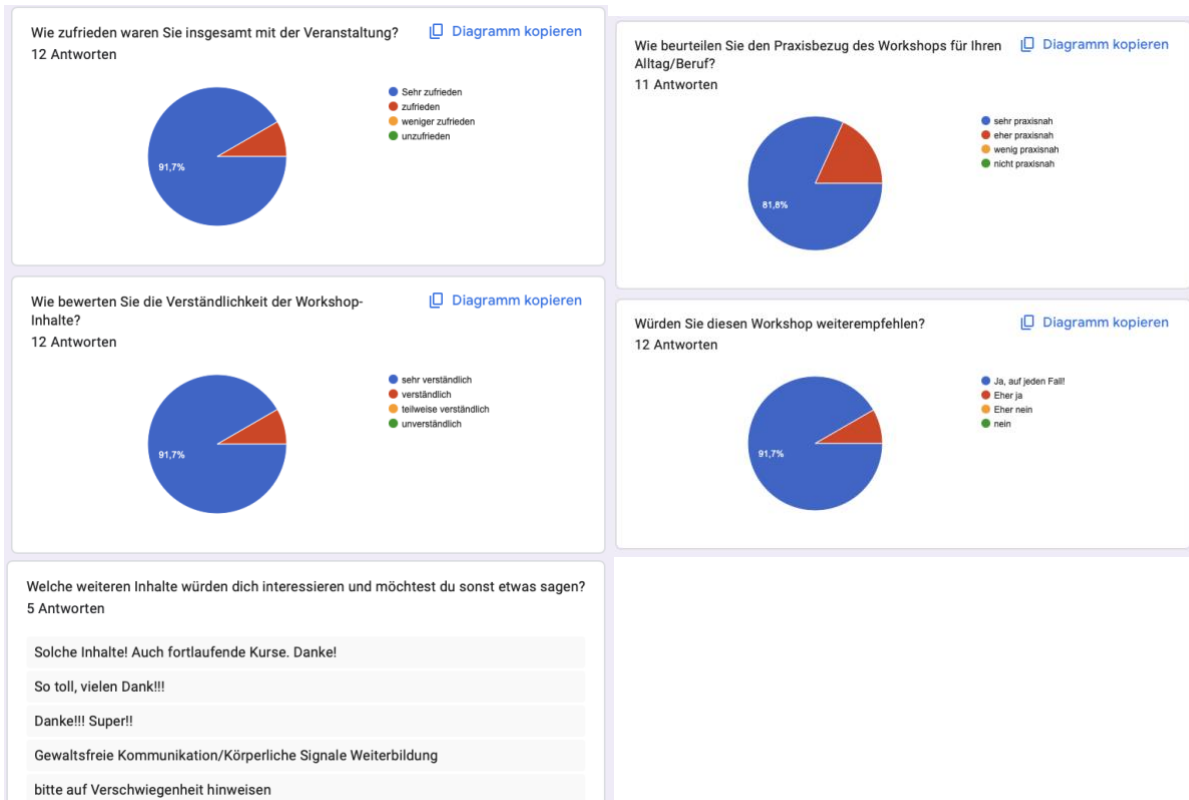 Wie zufrieden waren Sie insgesamt mit der Veranstaltung?
Diagramm kopieren
12 Antworten
Sehr zufrieden
zufrieden
weniger zufrieden
unzufrieden
91,7%
Wie bewerten Sie die Verständlichkeit der Workshop-
Inhalte?
Diagramm kopieren
12 Antworten
sehr verständlich
verständlich
teilweise verständlich
unverständlich
91,7%
Welche weiteren Inhalte würden dich interessieren und möchtest du sonst etwas sagen?
5 Antworten
Solche Inhalte! Auch fortlaufende Kurse. Danke!
So toll, vielen Dank!!!
Danke!!! Super!!
Gewaltsfreie Kommunikation/Körperliche Signale Weiterbildung
bitte auf Verschwiegenheit hinweisen
Wie beurteilen Sie den Praxisbezug des Workshops für Ihren
Alltag/Beruf?
Diagramm kopieren
11 Antworten
sehr praxisnah
eher praxisnah
wenig praxisnah
nicht praxisnah
81,8%
Würden Sie diesen Workshop weiterempfehlen?
Diagramm kopieren
12 Antworten
Ja, auf jeden Fall!
Eher ja
Eher nein
nein
91,7%